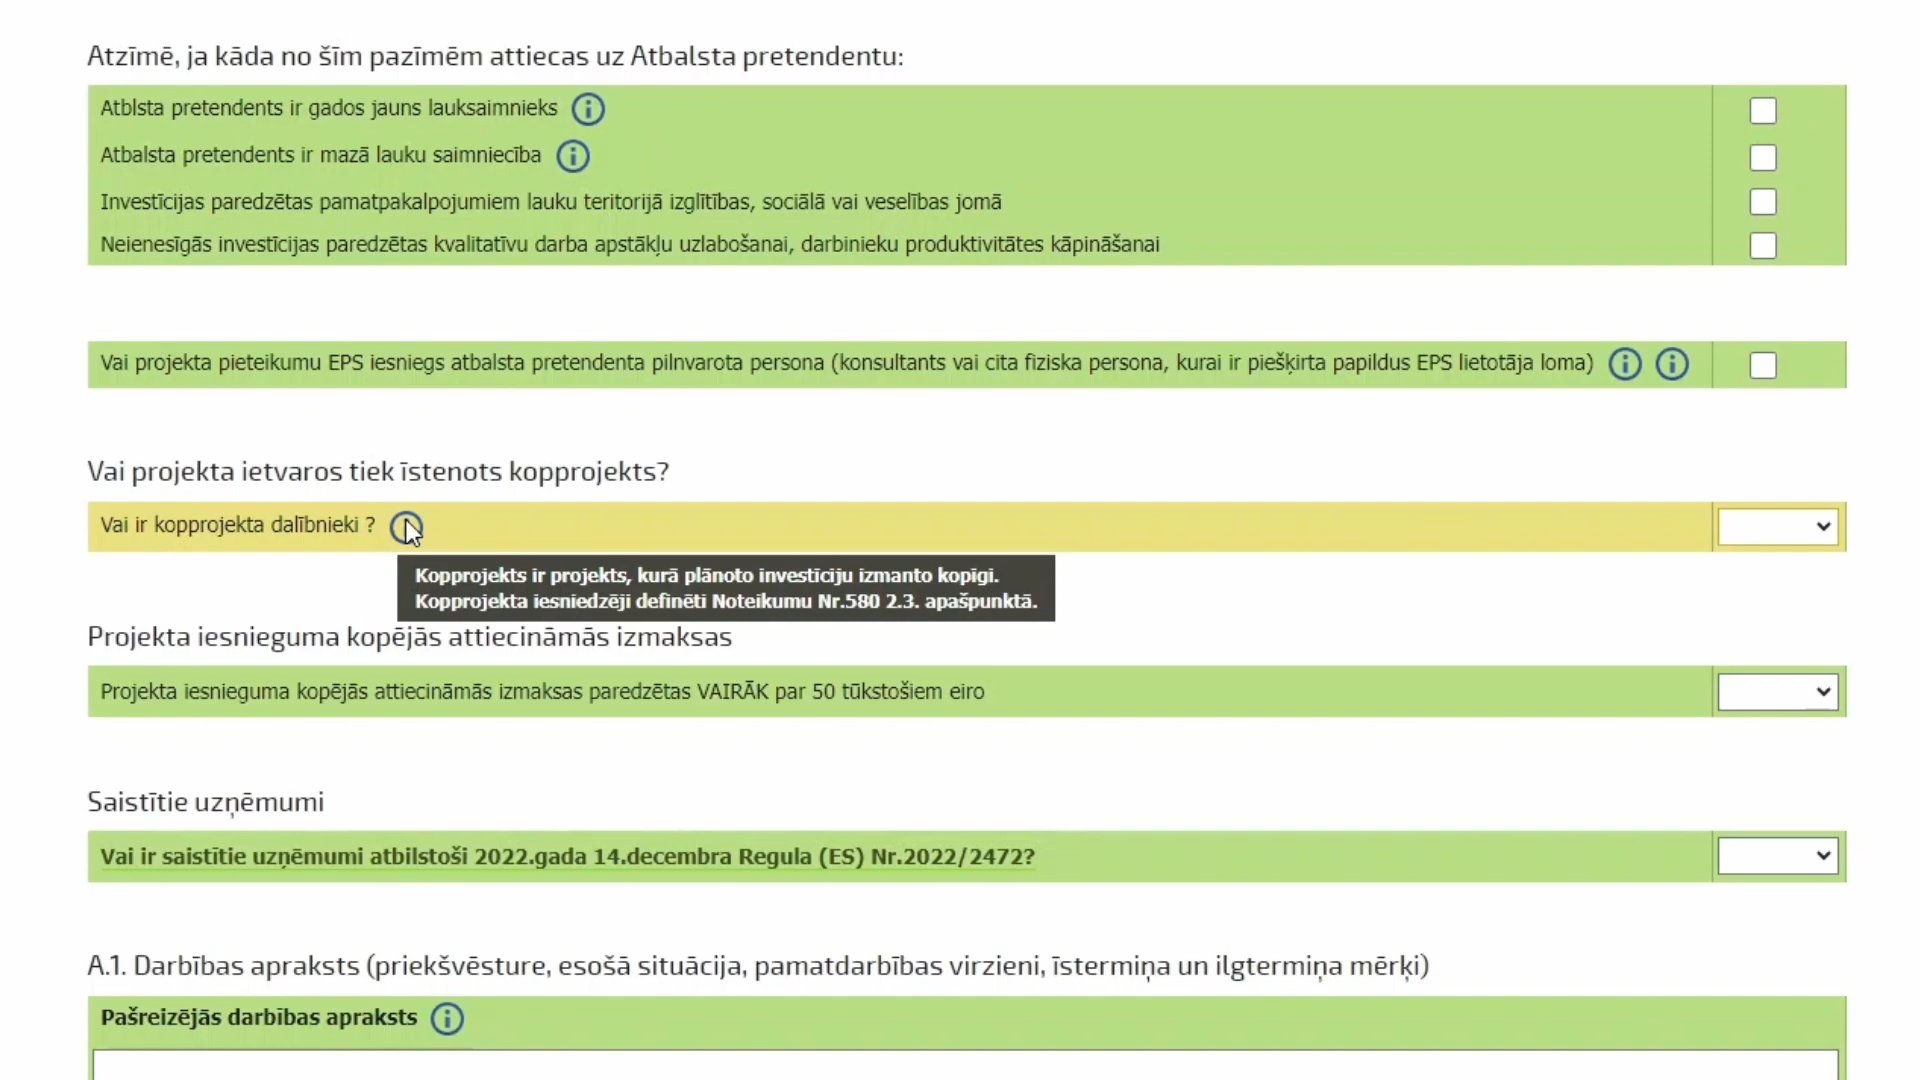 Atzīmē, ja kāda no šīm pazīmēm attiecas uz Atbalsta pretendentu:
Atblsta pretendents ir gados jauns lauksaimnieks
Atbalsta pretendents ir mazā lauku saimniecība
Investīcijas paredzētas pamatpakalpojumiem lauku teritorijā izglītības, sociālā vai veselības jomā
Neienesīgās investīcijas paredzētas kvalitatīvu darba apstākļu uzlabošanai, darbinieku produktivitātes kāpināšanai
Vai projekta pieteikumu EPS iesniegs atbalsta pretendenta pilnvarota persona (konsultants vai cita fiziska persona, kurai ir piešķirta papildus EPS lietotāja loma)
Vai projekta ietvaros tiek īstenots kopprojekts?
Vai ir kopprojekta dalībnieki ?
Kopprojekts ir projekts, kurā plānoto investīciju izmanto kopīgi.
Kopprojekta iesniedzēji definēti Noteikumu Nr.580 2.3. apašpunktā.
Projekta iesnieguma kopējās attiecināmās izmaksas
Projekta iesnieguma kopējās attiecināmās izmaksas paredzētas VAIRĀK par 50 tūkstošiem eiro
Saistītie uzņēmumi
Vai ir saistītie uzņēmumi atbilstoši 2022.gada 14.decembra Regula (ES) Nr.2022/2472?
A.1. Darbības apraksts (priekšvēsture, esošā situācija, pamatdarbības virzieni, īstermiņa un ilgtermiņa mērķi)
Pašreizējās darbības apraksts